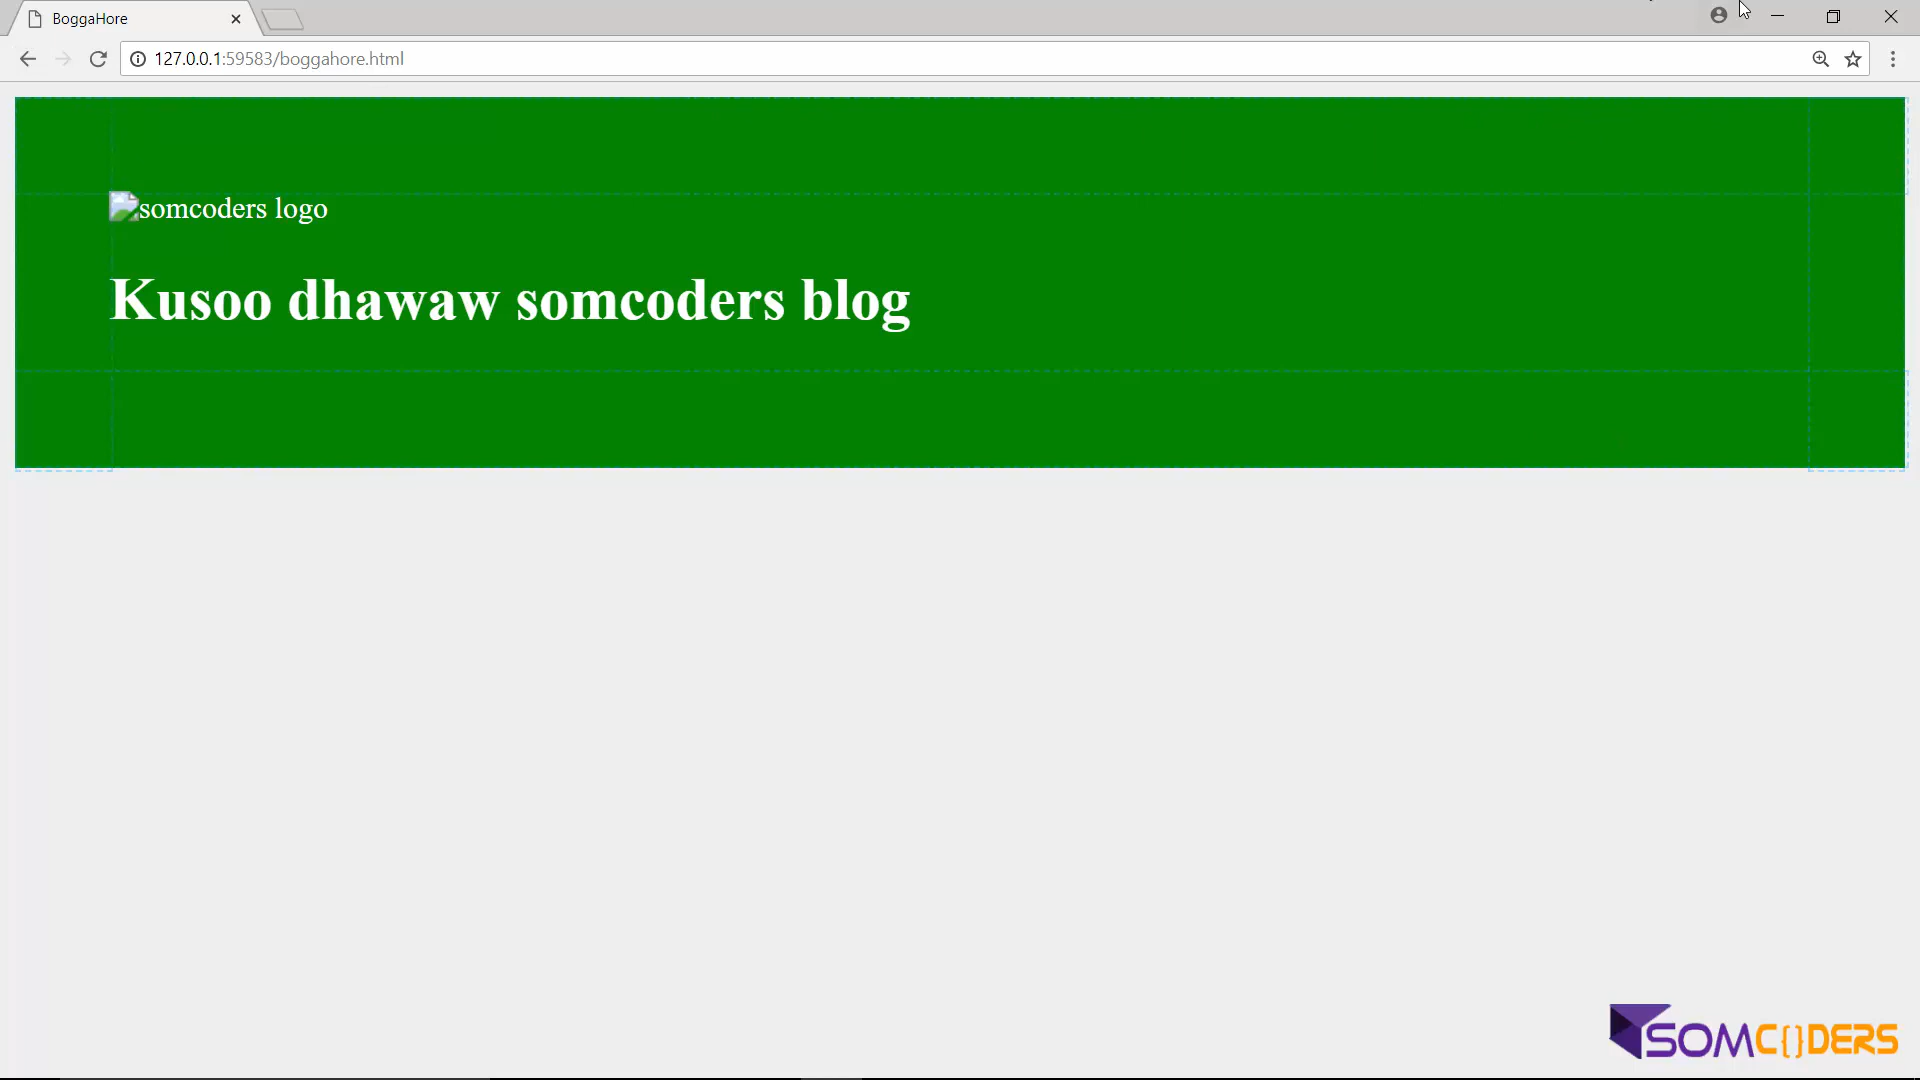 BoggaHore
127.0.0.1:59583/boggahore.html
somcoders logo
Kusoo dhawaw somcoders blog
SOMC{}DERS